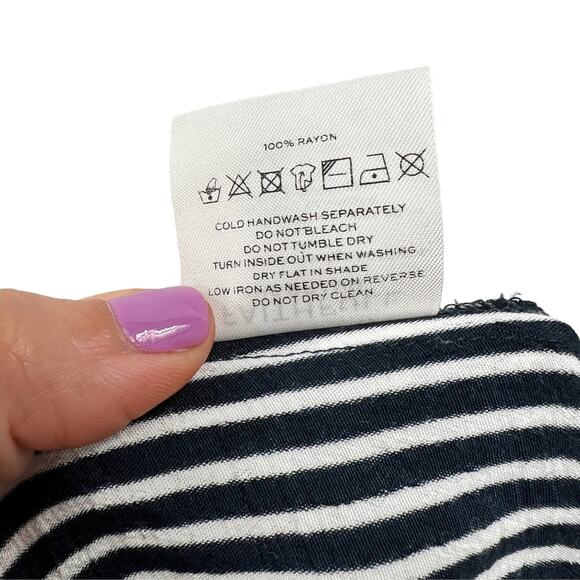 100% RAYON
COLD HANDWASH SEPARATELY
DO NOT BLEACH
DO NOT TUMBLE DRY
TURN INSIDE OUT WHEN WASHING
DRY FLAT IN SHADE
LOW IRON AS NEEDED ON REVERSE
DO NOT DRY CLEAN